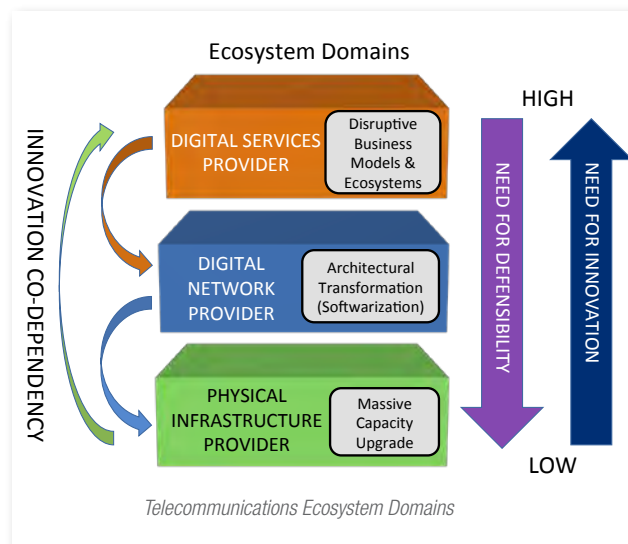 Ecosystem Domains
INNOVATION CO-DEPENDENCY
DIGITAL SERVICES
PROVIDER
Disruptive
Business
Models &
Ecosystems
DIGITAL
NETWORK
PROVIDER
Architectural
Transformation
(Softwarization)
PHYSICAL
INFRASTRUCTURE
PROVIDER
Massive
Capacity
Upgrade
HIGH
NEED FOR DEFENSIBILITY
NEED FOR INNOVATION
LOW
Telecommunications Ecosystem Domains